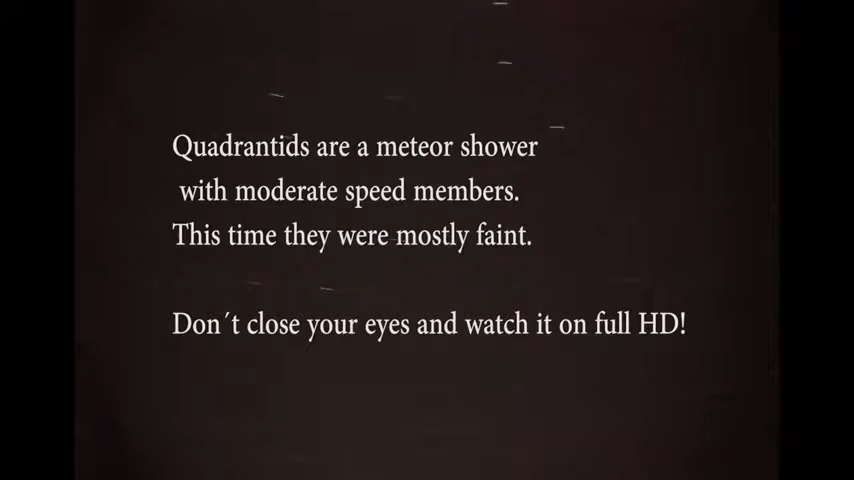 Quadrantids are a meteor shower
with moderate speed members.
This time they were mostly faint.
Don´t close your eyes and watch it on full HD!